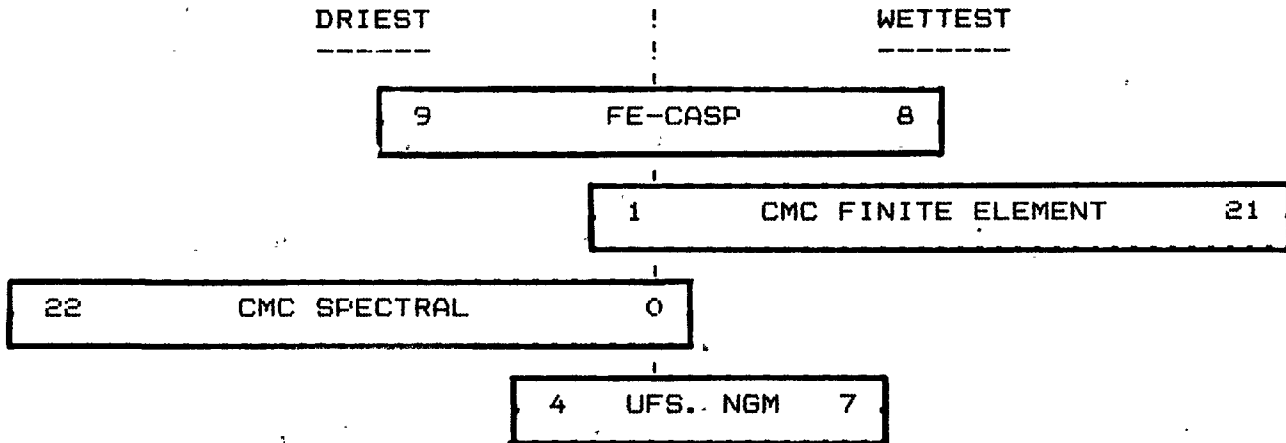 DRIEST WETTEST
9 FE-CASP 8
1 CMC FINITE ELEMENT 21
22 CMC SPECTRAL 0
4 UFS. NGM 7